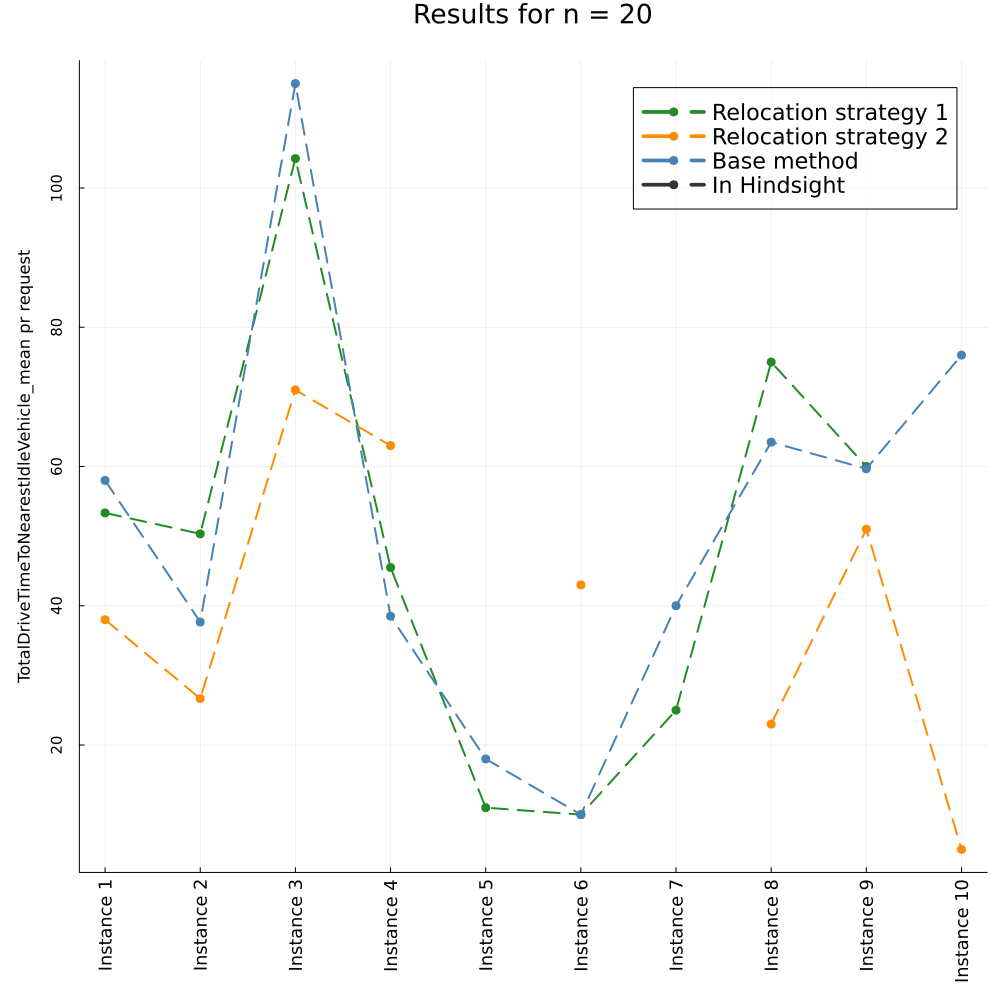 Results for n = 20
Relocation strategy 1
Relocation strategy 2
Base method
In Hindsight
TotalDriveTimeToNearestIdleVehicle_mean pr request
100
80
60
40
20
Instance 1
Instance 2
Instance 3
Instance 4
Instance 5
Instance 6
Instance 7
Instance 8
Instance 9
Instance 10